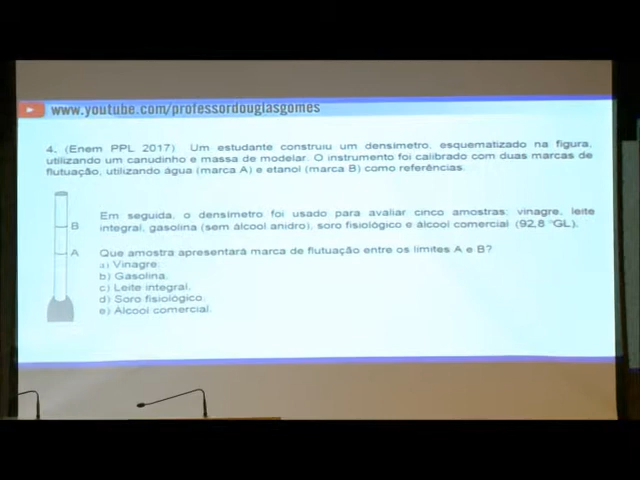 www.youtube.com/professordouglasgomes
4. (Enem PPL 2017) Um estudante construiu um densímetro, esquematizado na figura,
utilizando um canudinho e massa de modelar. O instrumento foi calibrado com duas marcas de
flutuação, utilizando água (marca A) e etanol (marca B) como referências.
B
A
Em seguida, o densímetro foi usado para avaliar cinco amostras: vinagre, leite
integral, gasolina (sem álcool anidro), soro fisiológico e álcool comercial (92,8 °GL).
Que amostra apresentará marca de flutuação entre os limites A e B?
a) Vinagre.
b) Gasolina.
c) Leite integral.
d) Soro fisiológico.
e) Álcool comercial.